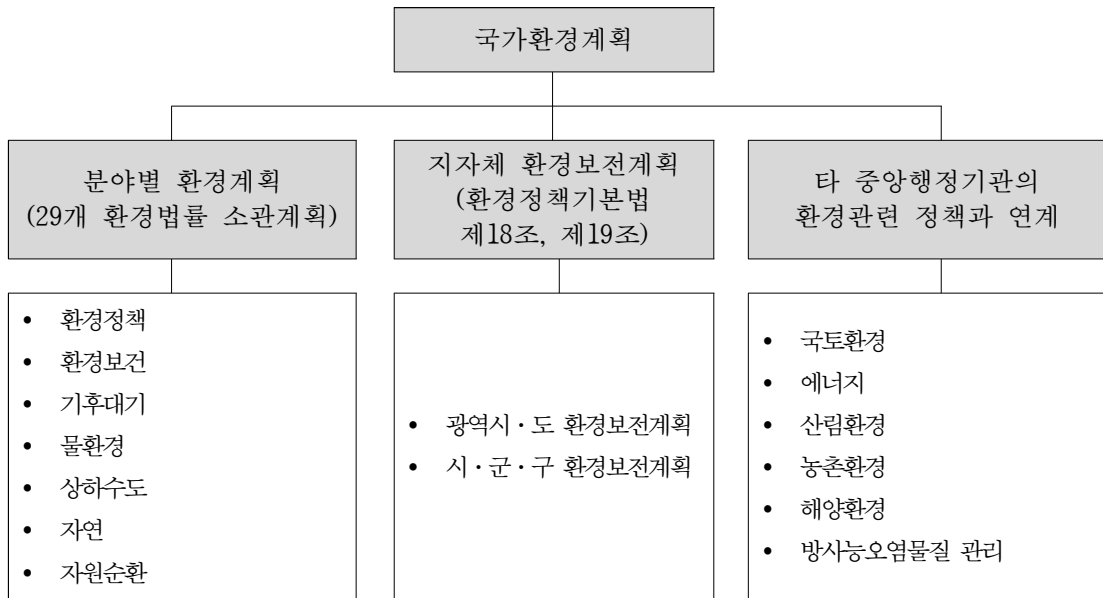 국가환경계획
분야별 환경계획
(29개 환경법률 소관계획)
지자체 환경보전계획
(환경정책기본법
제18조, 제19조)
타 중앙행정기관의
환경관련 정책과 연계
• 환경정책
• 환경보건
• 기후대기
• 물환경
• 상하수도
• 자연
• 자원순환
• 광역시·도 환경보전계획
• 시·군·구 환경보전계획
• 국토환경
• 에너지
• 산림환경
• 농촌환경
• 해양환경
• 방사능오염물질 관리